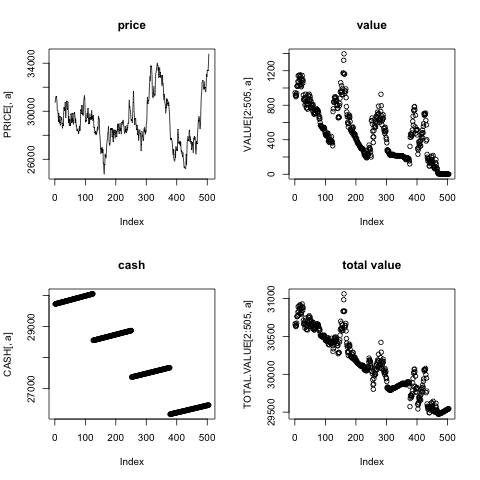 price
value
PRICE[, a]
26000 30000 34000
0 100 200 300 400 500
Index
VALUE[2:505, a]
0 400 800 1200
0 100 200 300 400 500
Index
cash
total value
CASH[, a]
27000 29000
0 100 200 300 400 500
Index
TOTAL.VALUE[2:505, a]
29500 30000 30500 31000
0 100 200 300 400 500
Index